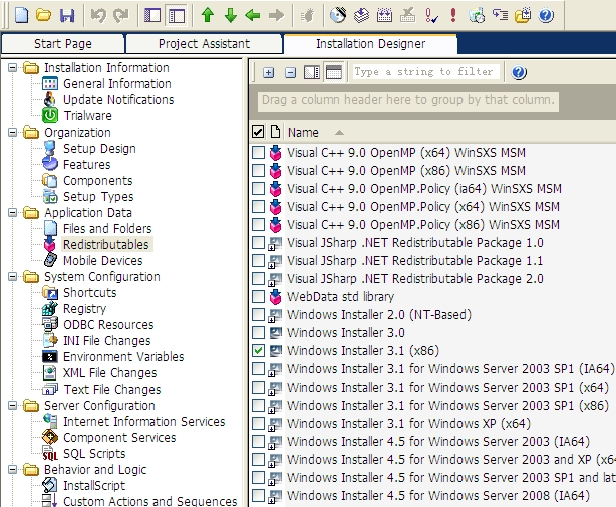 Start Page
Project Assistant
Installation Designer
Installation Information
General Information
Update Notifications
Trialware
Organization
Setup Design
Features
Components
Setup Types
Application Data
Files and Folders
Redistributables
Mobile Devices
System Configuration
Shortcuts
Registry
ODBC Resources
INI File Changes
Environment Variables
XML File Changes
Text File Changes
Server Configuration
Internet Information Services
Component Services
SQL Scripts
Behavior and Logic
InstallScript
Custom Actions and Sequences
Type a string to filter
Drag a column header here to group by that column.
Name
Visual C++ 9.0 OpenMP (x64) WinSXS MSM
Visual C++ 9.0 OpenMP (x86) WinSXS MSM
Visual C++ 9.0 OpenMP.Policy (ia64) WinSXS MSM
Visual C++ 9.0 OpenMP.Policy (x64) WinSXS MSM
Visual C++ 9.0 OpenMP.Policy (x86) WinSXS MSM
Visual JSharp .NET Redistributable Package 1.0
Visual JSharp .NET Redistributable Package 1.1
Visual JSharp .NET Redistributable Package 2.0
WebData std library
Windows Installer 2.0 (NT-Based)
Windows Installer 3.0
Windows Installer 3.1 (x86)
Windows Installer 3.1 for Windows Server 2003 SP1 (IA64)
Windows Installer 3.1 for Windows Server 2003 SP1 (x64)
Windows Installer 3.1 for Windows Server 2003 SP1 (x86)
Windows Installer 3.1 for Windows XP (x64)
Windows Installer 4.5 for Windows Server 2003 (IA64)
Windows Installer 4.5 for Windows Server 2003 and XP (x64
Windows Installer 4.5 for Windows Server 2003 SP1 and lat
Windows Installer 4.5 for Windows Server 2008 (IA64)